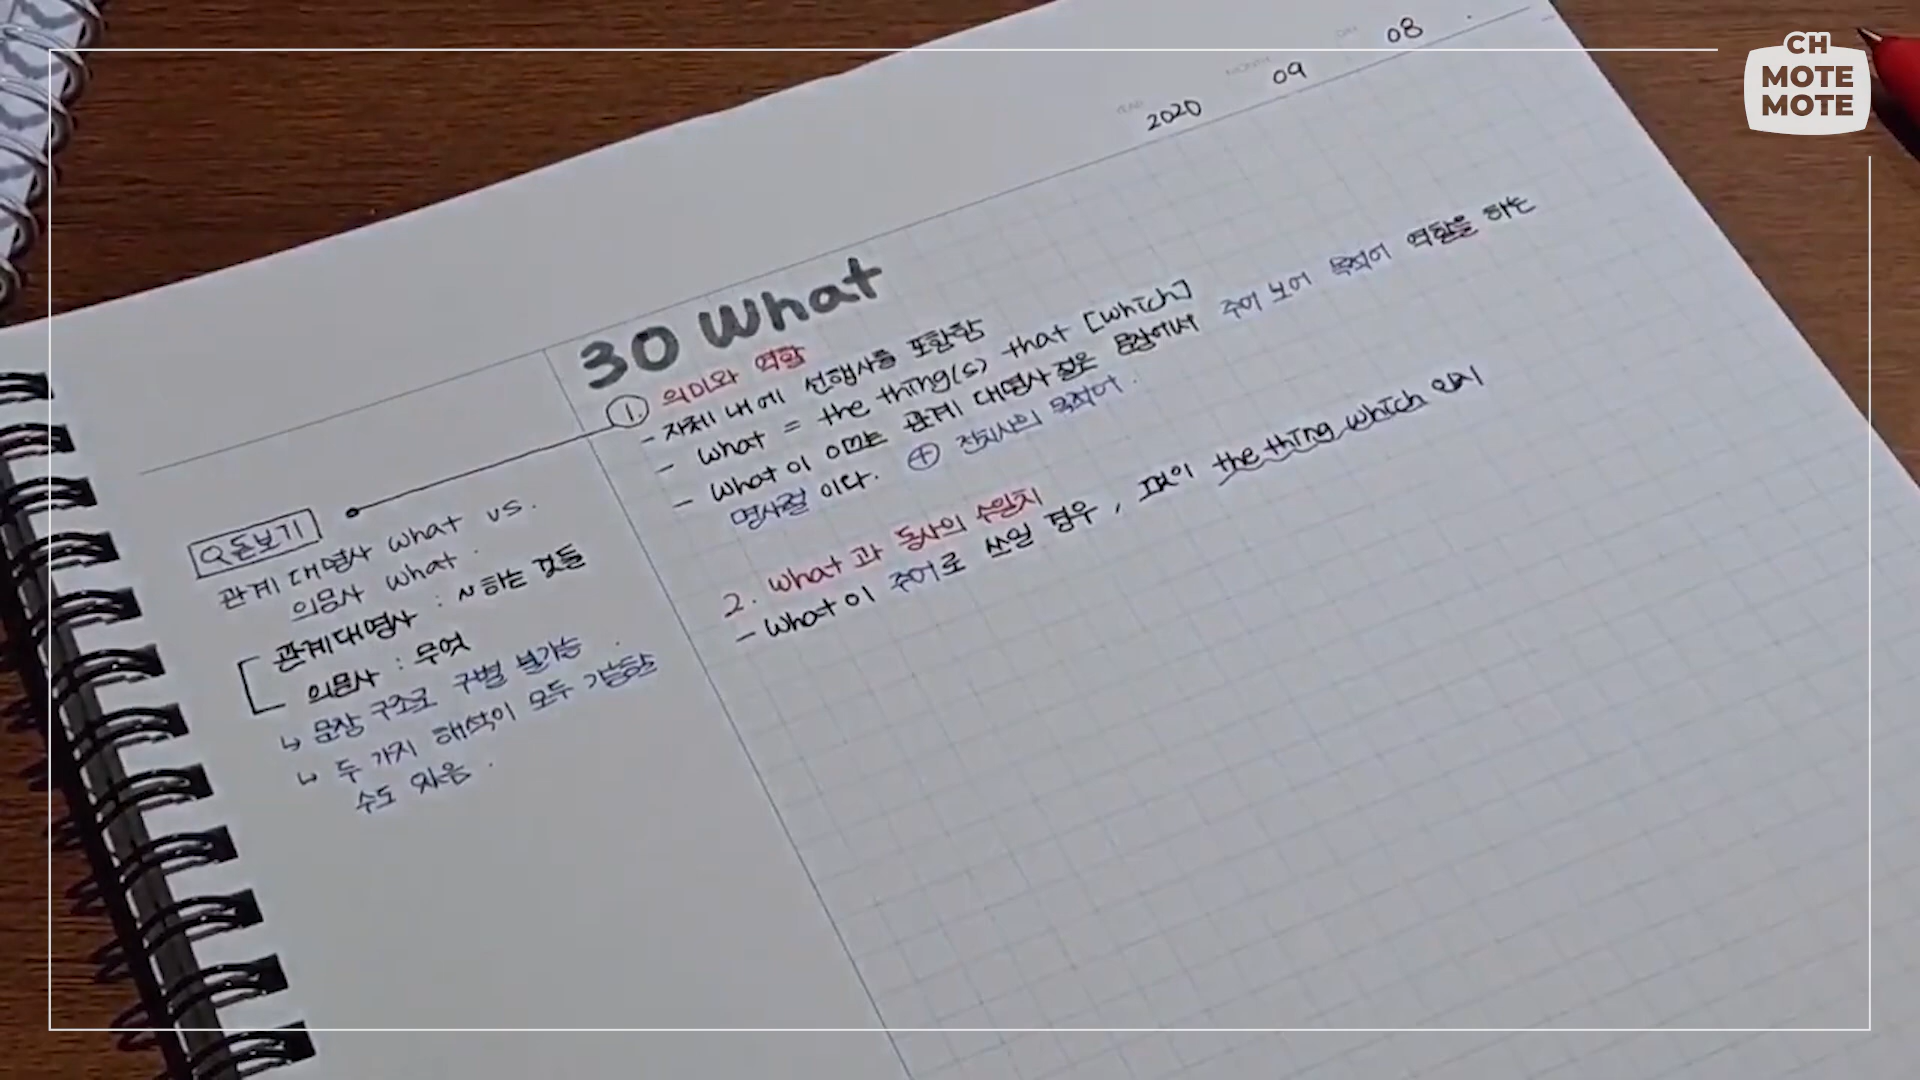 CH
MOTE
MOTE
YEAR 2020 MONTH 09 DAY 08
30 What
1. 의미와 역할
- 자체 내에 선행사를 포함함
- what = the thing(s) that [which]
- what이 이끄는 관계대명사절은 문장에서 주어 보어 목적어 역할을 하는
명사절이다. + 전치사의 목적어.
2. what과 동사의 수일치
- what이 주어로 쓰일 경우, the thing which 인지
돋보기
관계대명사 what vs.
의문사 what.
관계대명사 : ~하는 것들
의문사 : 무엇
↳ 문장 구조로 구별 불가능.
↳ 두 가지 해석이 모두 가능할
수도 있음.